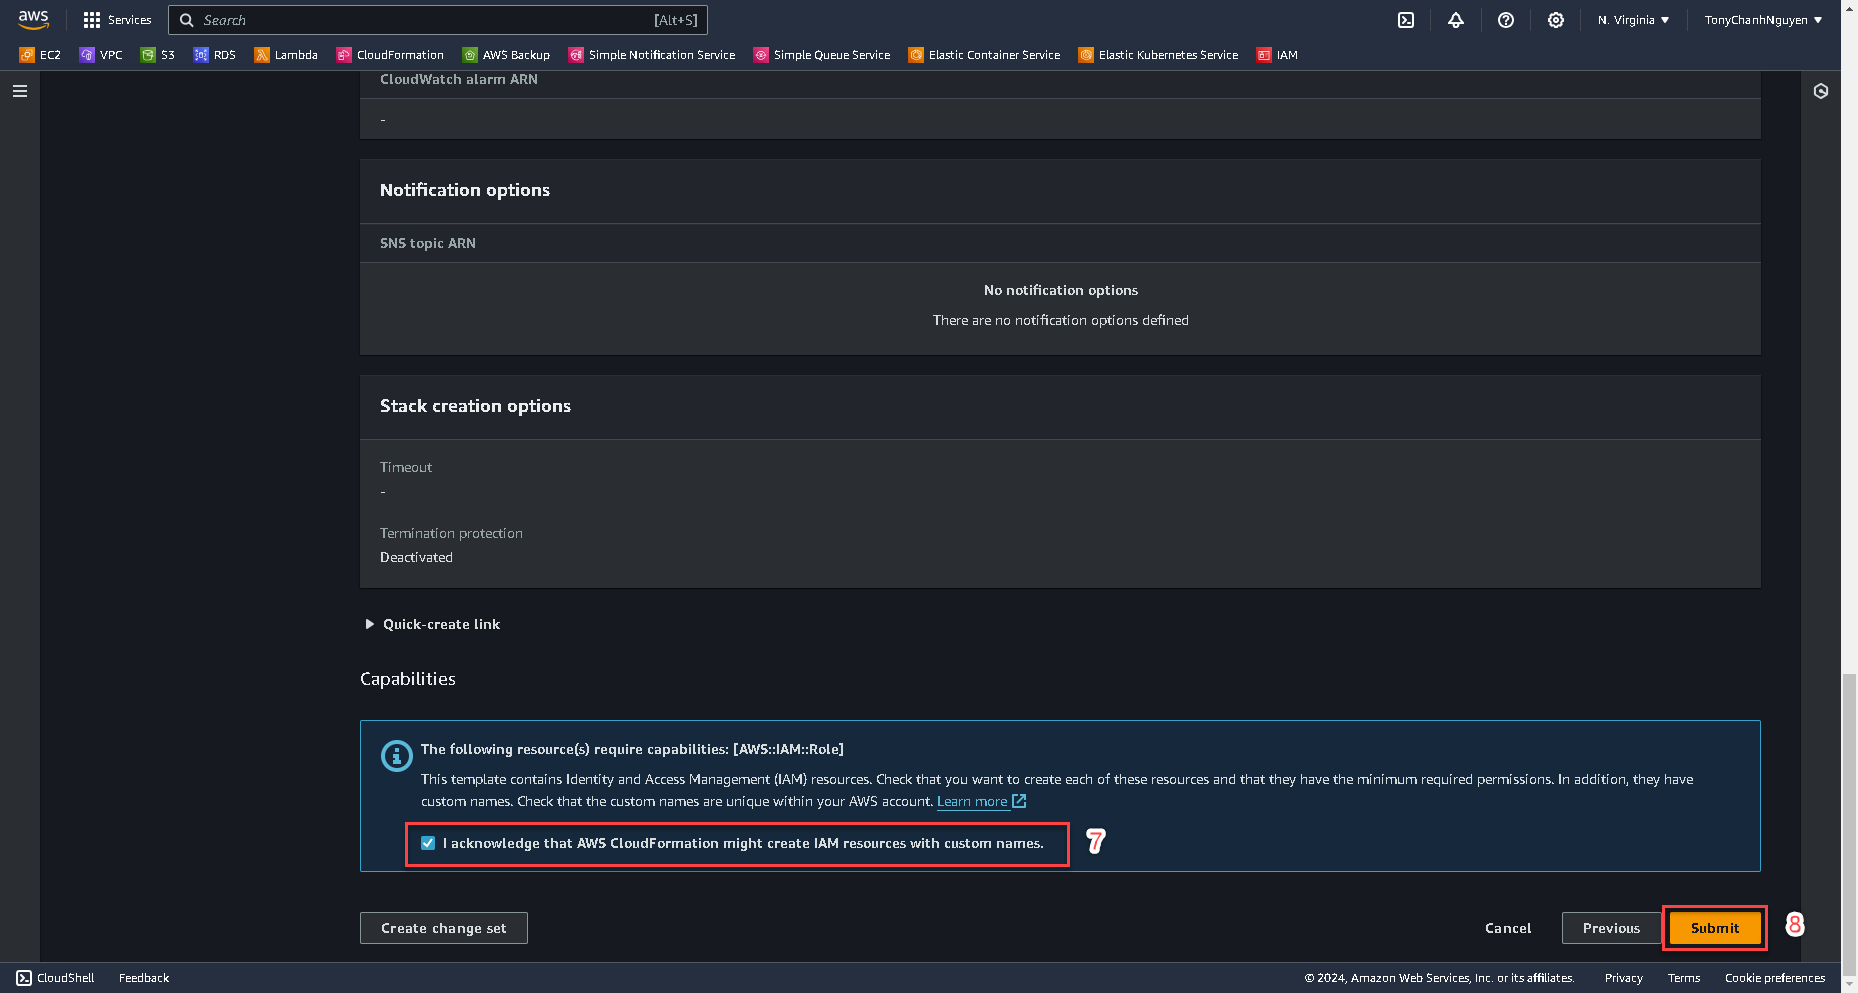 aws
Services
Search
[Alt+S]
N. Virginia
TonyChanhNguyen
EC2
VPC
S3
RDS
Lambda
CloudFormation
AWS Backup
Simple Notification Service
Simple Queue Service
Elastic Container Service
Elastic Kubernetes Service
IAM
CloudWatch alarm ARN
-
Notification options
SNS topic ARN
No notification options
There are no notification options defined
Stack creation options
Timeout
-
Termination protection
Deactivated
Quick-create link
Capabilities
The following resource(s) require capabilities: [AWS::IAM::Role]
This template contains Identity and Access Management (IAM) resources. Check that you want to create each of these resources and that they have the minimum required permissions. In addition, they have
custom names. Check that the custom names are unique within your AWS account. Learn more
I acknowledge that AWS CloudFormation might create IAM resources with custom names.
7
Create change set
Cancel
Previous
Submit
8
CloudShell
Feedback
© 2024, Amazon Web Services, Inc. or its affiliates.
Privacy
Terms
Cookie preferences